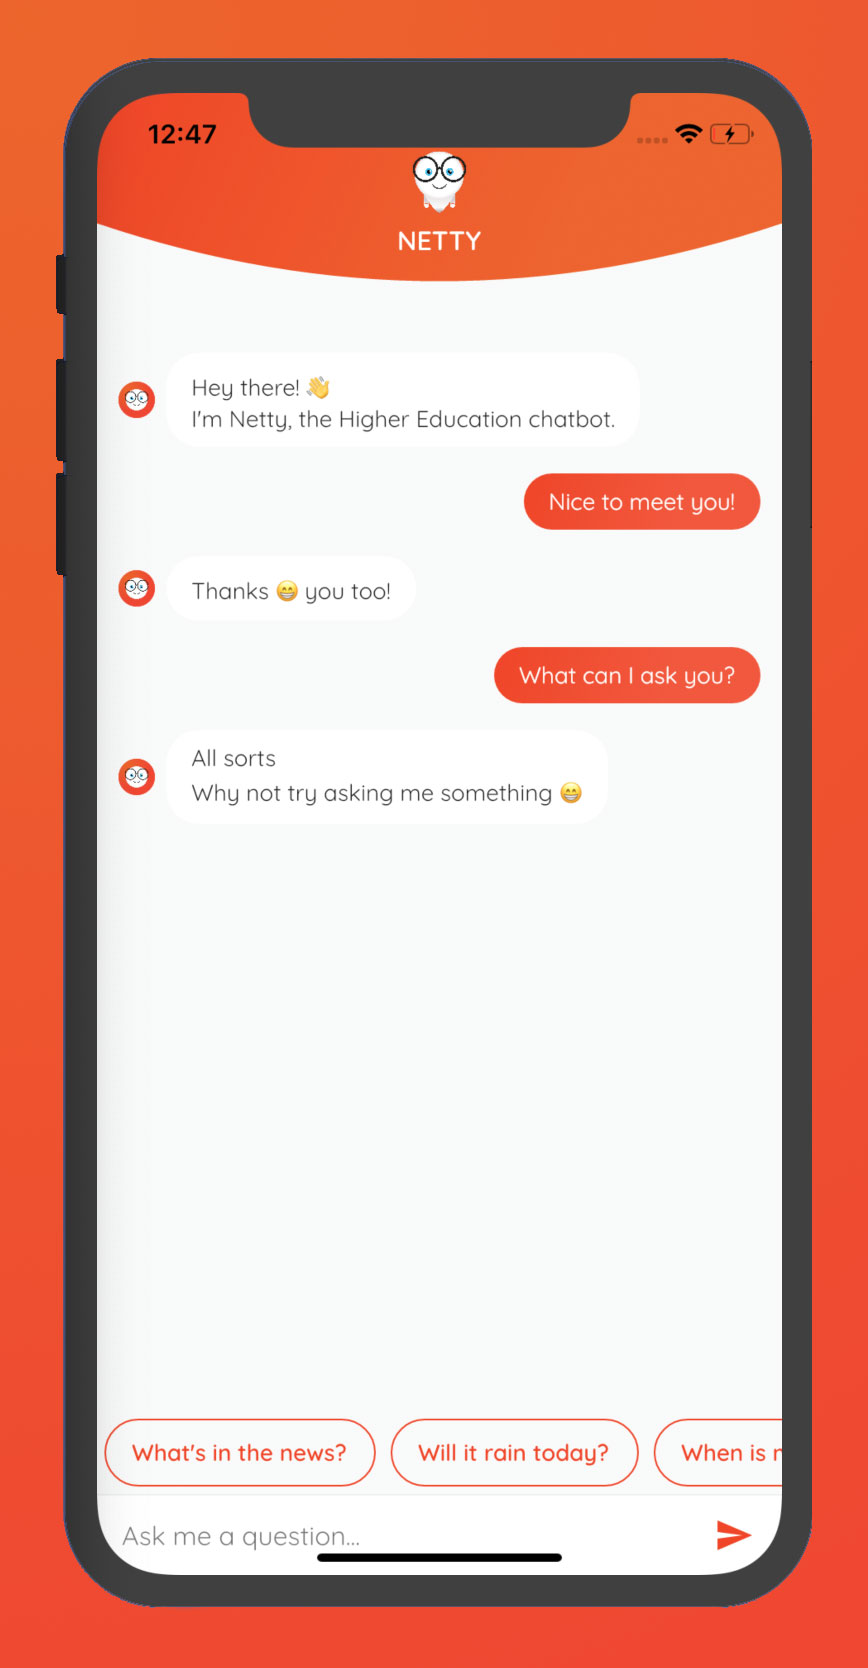 12:47
NETTY
Hey there! 👋
I'm Netty, the Higher Education chatbot.
Nice to meet you!
Thanks 😁 you too!
What can I ask you?
All sorts
Why not try asking me something 😁
What's in the news?
Will it rain today?
When is
Ask me a question...